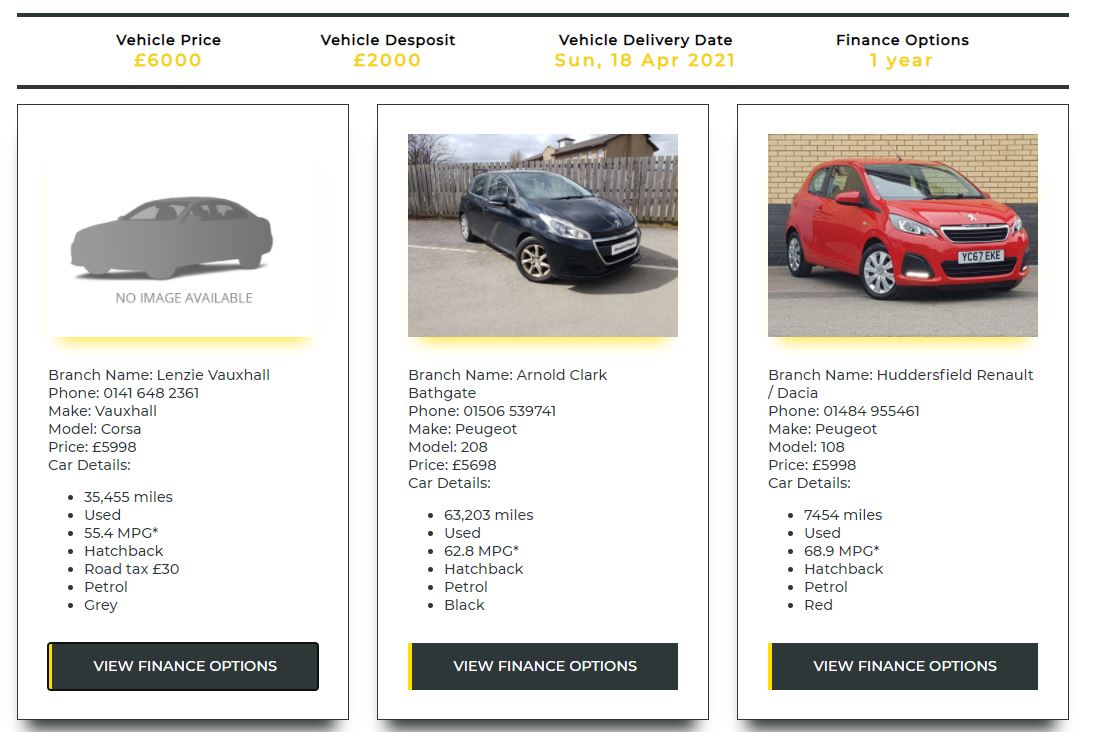 Vehicle Price
£6000
Vehicle Desposit
£2000
Vehicle Delivery Date
Sun, 18 Apr 2021
Finance Options
1 year
NO IMAGE AVAILABLE
Branch Name: Lenzie Vauxhall
Phone: 0141 648 2361
Make: Vauxhall
Model: Corsa
Price: £5998
Car Details:
35,455 miles
Used
55.4 MPG*
Hatchback
Road tax £30
Petrol
Grey
VIEW FINANCE OPTIONS
Branch Name: Arnold Clark
Bathgate
Phone: 01506 539741
Make: Peugeot
Model: 208
Price: £5698
Car Details:
63,203 miles
Used
62.8 MPG*
Hatchback
Petrol
Black
VIEW FINANCE OPTIONS
YC67 EKE
Branch Name: Huddersfield Renault
/ Dacia
Phone: 01484 955461
Make: Peugeot
Model: 108
Price: £5998
Car Details:
7454 miles
Used
68.9 MPG*
Hatchback
Petrol
Red
VIEW FINANCE OPTIONS